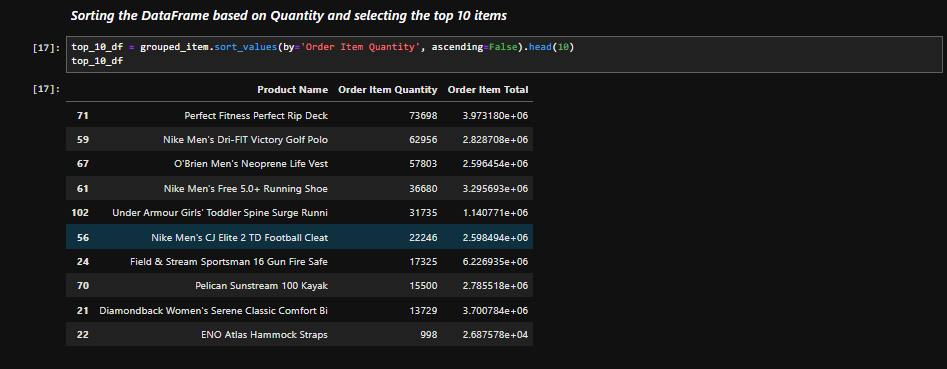 Sorting the DataFrame based on Quantity and selecting the top 10 items
[17]: top_10_df = grouped_item.sort_values(by='Order Item Quantity', ascending=False).head(10)
top_10_df
[17]: Product Name Order Item Quantity Order Item Total
71 Perfect Fitness Perfect Rip Deck 73698 3.973180e+06
59 Nike Men's Dri-FIT Victory Golf Polo 62956 2.828708e+06
67 O'Brien Men's Neoprene Life Vest 57803 2.596454e+06
61 Nike Men's Free 5.0+ Running Shoe 36680 3.295693e+06
102 Under Armour Girls' Toddler Spine Surge Runni 31735 1.140771e+06
56 Nike Men's CJ Elite 2 TD Football Cleat 22246 2.598494e+06
24 Field & Stream Sportsman 16 Gun Fire Safe 17325 6.226935e+06
70 Pelican Sunstream 100 Kayak 15500 2.785518e+06
21 Diamondback Women's Serene Classic Comfort Bi 13729 3.700784e+06
22 ENO Atlas Hammock Straps 998 2.687578e+04